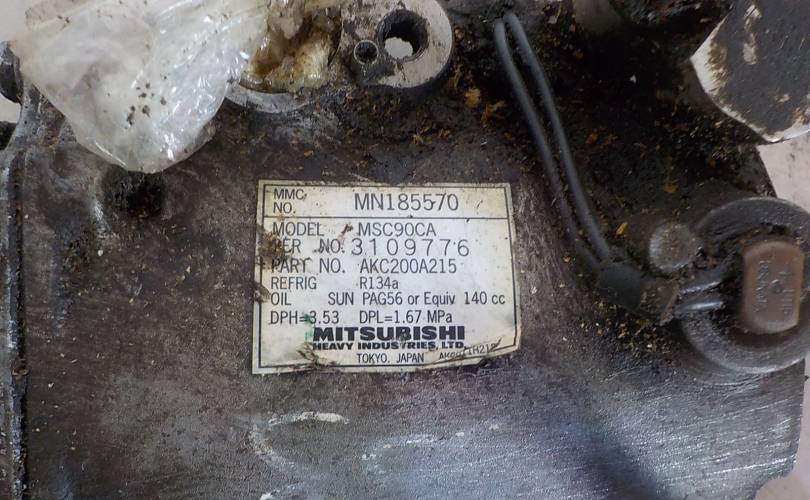 MMC NO. MN185570
MODEL MSC90CA
SER NO. 3109776
PART NO. AKC200A215
REFRIG R134a
OIL SUN PAG56 or Equiv 140 cc
DPH=3.53 DPL=1.67 MPa
MITSUBISHI
HEAVY INDUSTRIES, LTD.
TOKYO, JAPAN